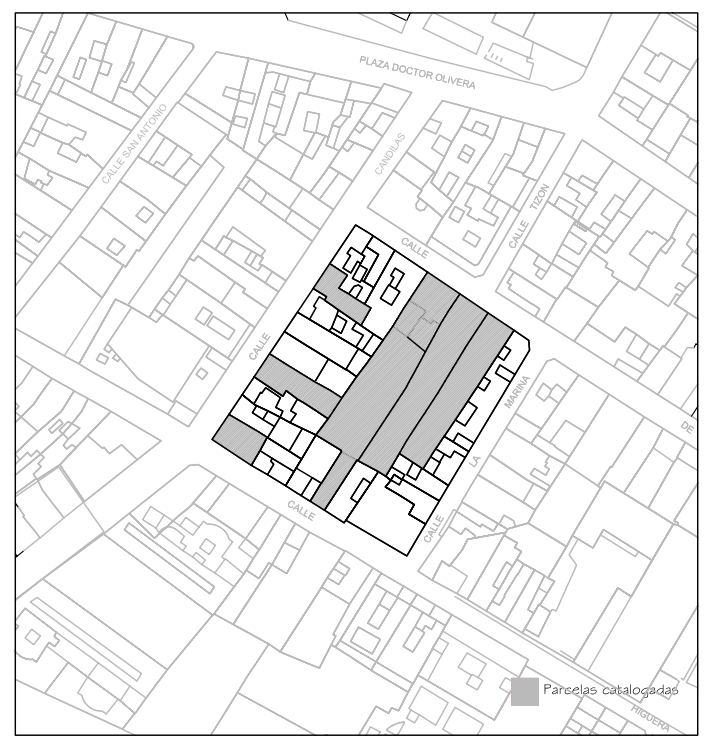 PLAZA DOCTOR OLIVERA
CALLE SAN ANTONIO
CANDILAS
TIZON
CALLE
CALLE
CALLE
MARINA
DE
LA
CALLE
CALLE
Parcelas catalogadas
HIGUERA